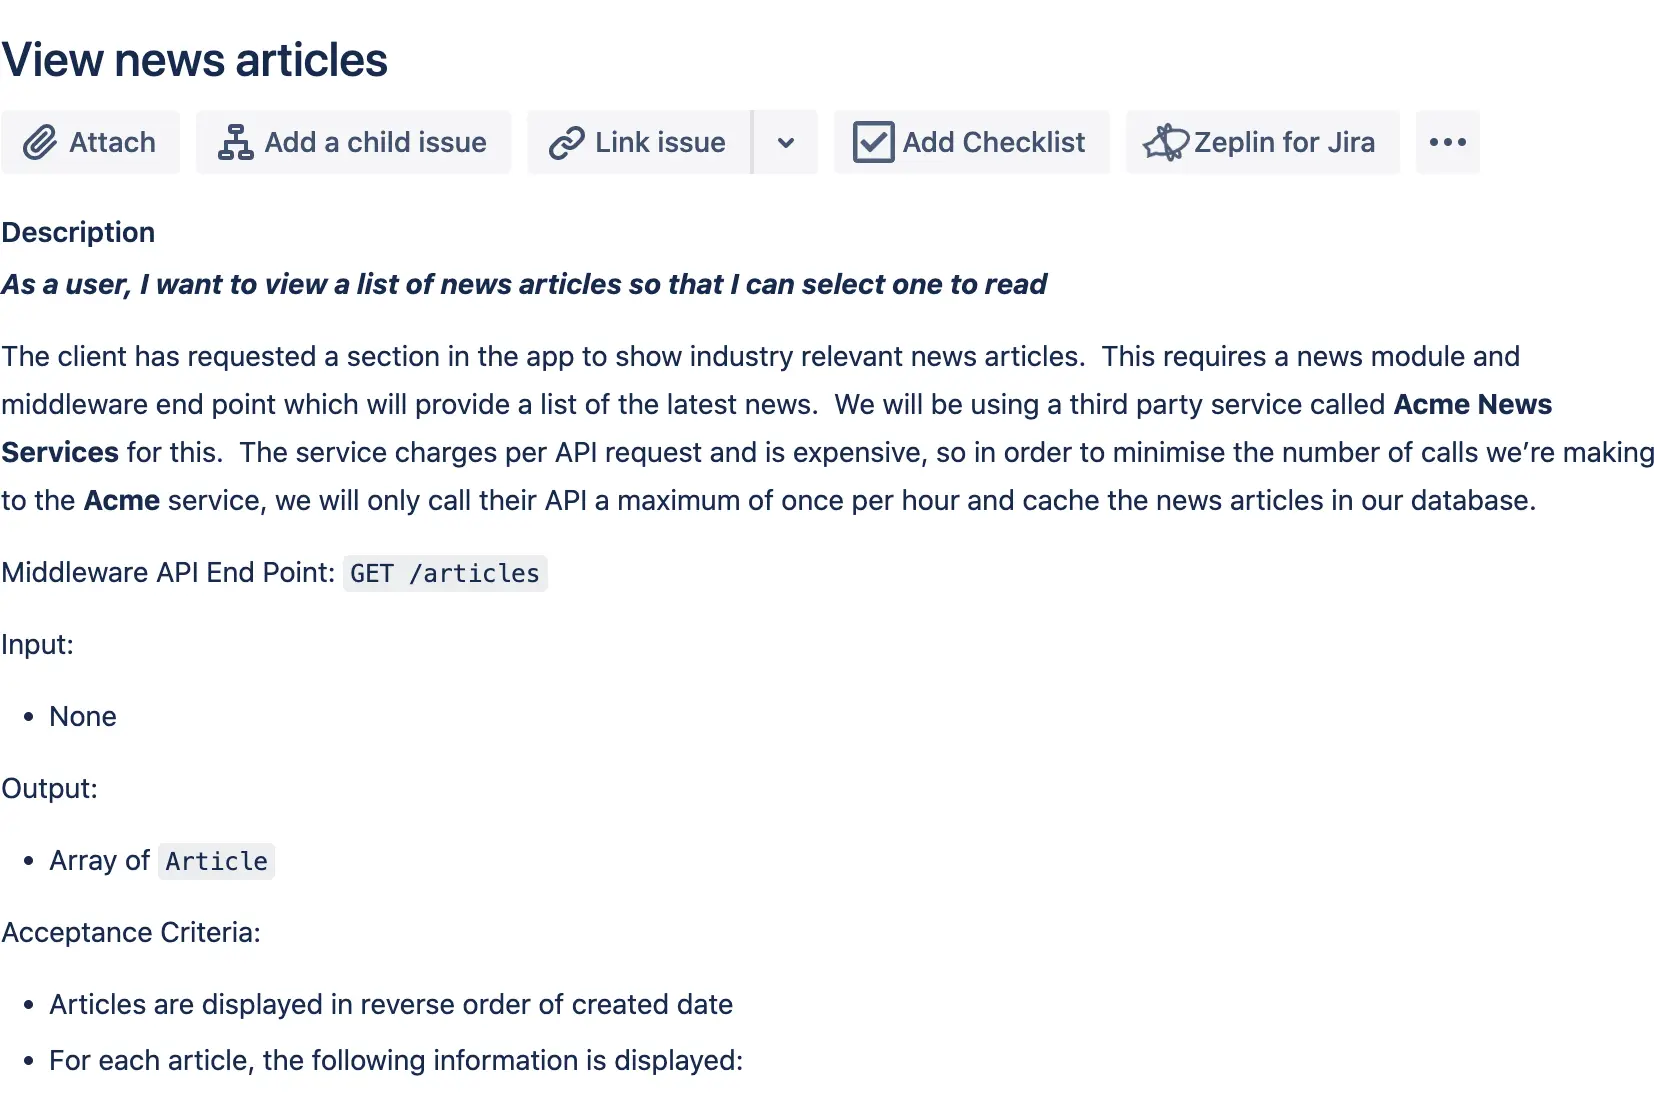 View news articles
Attach Add a child issue Link issue Add Checklist Zeplin for Jira
Description
As a user, I want to view a list of news articles so that I can select one to read
The client has requested a section in the app to show industry relevant news articles.  This requires a news module and
middleware end point which will provide a list of the latest news.  We will be using a third party service called Acme News
Services for this.  The service charges per API request and is expensive, so in order to minimise the number of calls we’re making
to the Acme service, we will only call their API a maximum of once per hour and cache the news articles in our database.
Middleware API End Point: GET /articles
Input:
• None
Output:
• Array of Article
Acceptance Criteria:
• Articles are displayed in reverse order of created date
• For each article, the following information is displayed: